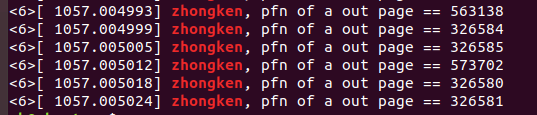 <6>[ 1057.004993] zhongken, pfn of a out page == 563138
<6>[ 1057.004999] zhongken, pfn of a out page == 326584
<6>[ 1057.005005] zhongken, pfn of a out page == 326585
<6>[ 1057.005012] zhongken, pfn of a out page == 573702
<6>[ 1057.005018] zhongken, pfn of a out page == 326580
<6>[ 1057.005024] zhongken, pfn of a out page == 326581